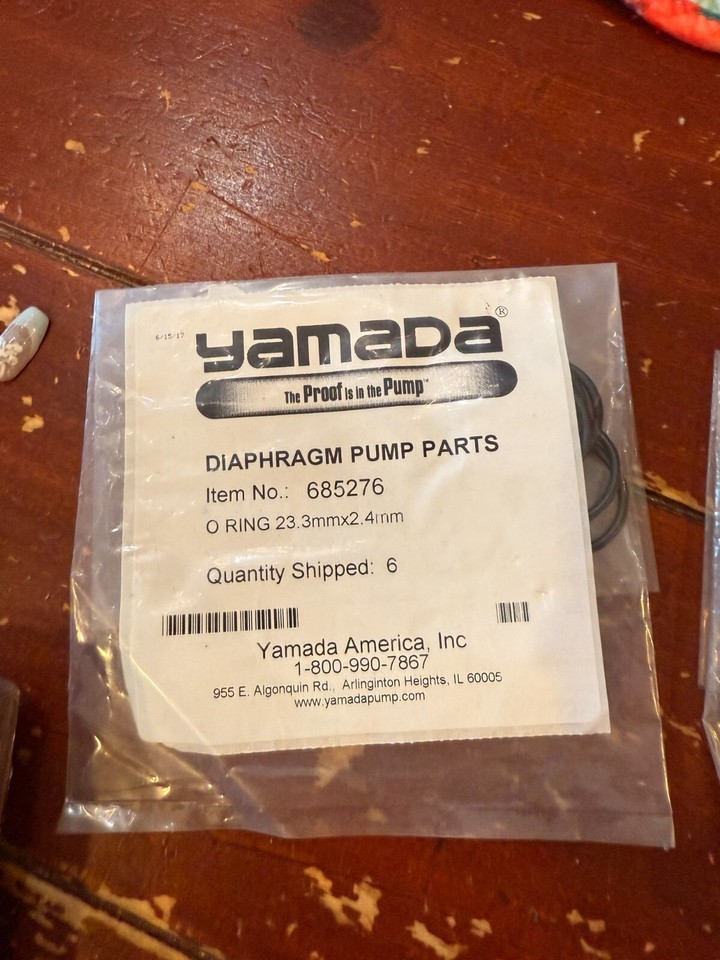 6/15/17
yamada®
The Proof is in the Pump™
DIAPHRAGM PUMP PARTS
Item No.: 685276
O RING 23.3mmx2.4mm
Quantity Shipped: 6
Yamada America, Inc
1-800-990-7867
955 E. Algonquin Rd., Arlinginton Heights, IL 60005
www.yamadapump.com